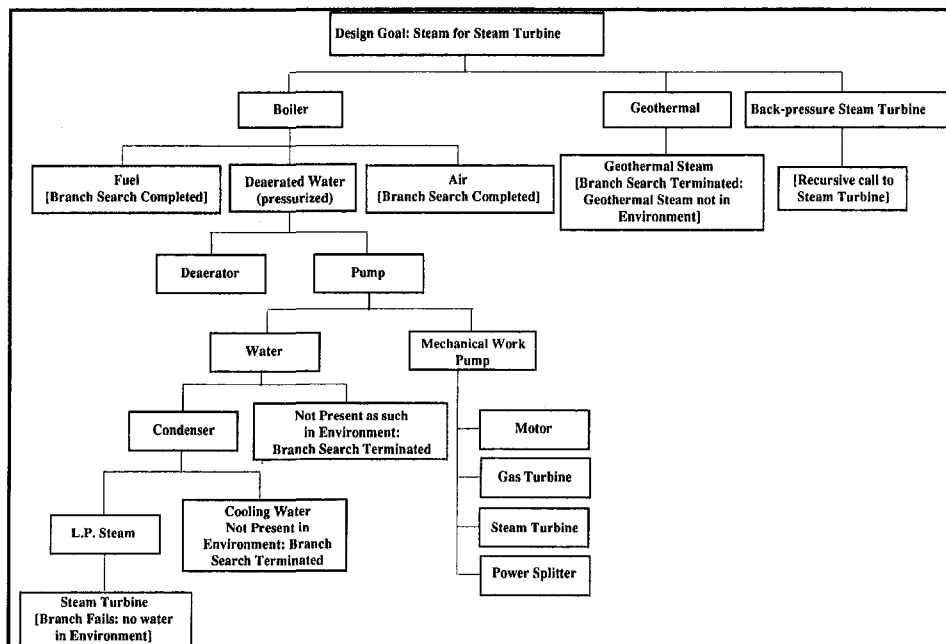 Design Goal: Steam for Steam Turbine
Boiler
Geothermal
Back-pressure Steam Turbine
Fuel
[Branch Search Completed]
Deaerated Water
(pressurized)
Air
[Branch Search Completed]
Geothermal Steam
[Branch Search Terminated:
Geothermal Steam not in
Environment]
[Recursive call to
Steam Turbine]
Deaerator
Pump
Water
Mechanical Work
Pump
Condenser
Not Present as such
in Environment:
Branch Search Terminated
Motor
Gas Turbine
Steam Turbine
Power Splitter
L.P. Steam
Cooling Water
Not Present in
Environment: Branch
Search Terminated
Steam Turbine
[Branch Fails: no water
in Environment]